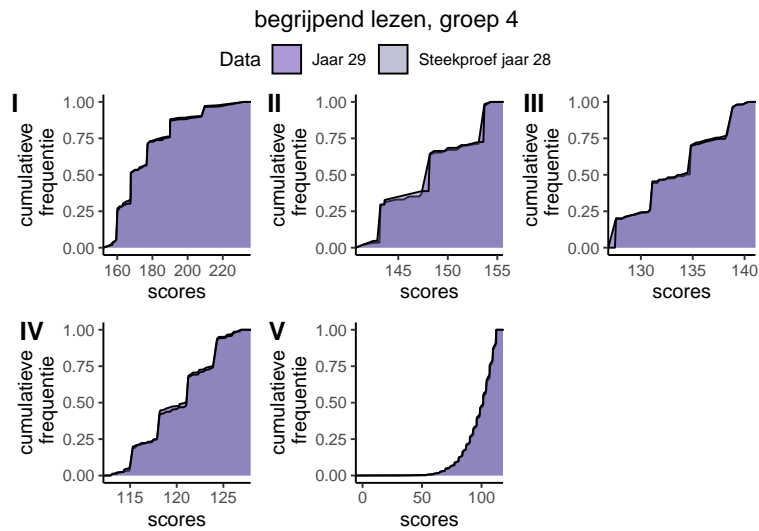 begrijpend lezen, groep 4
Data Jaar 29 Steekproef jaar 28
I
cumulatieve
frequentie
1.00
0.75
0.50
0.25
0.00
160 180 200 220
scores
II
cumulatieve
frequentie
1.00
0.75
0.50
0.25
0.00
145 150 155
scores
III
cumulatieve
frequentie
1.00
0.75
0.50
0.25
0.00
130 135 140
scores
IV
cumulatieve
frequentie
1.00
0.75
0.50
0.25
0.00
115 120 125
scores
V
cumulatieve
frequentie
1.00
0.75
0.50
0.25
0.00
0 50 100
scores